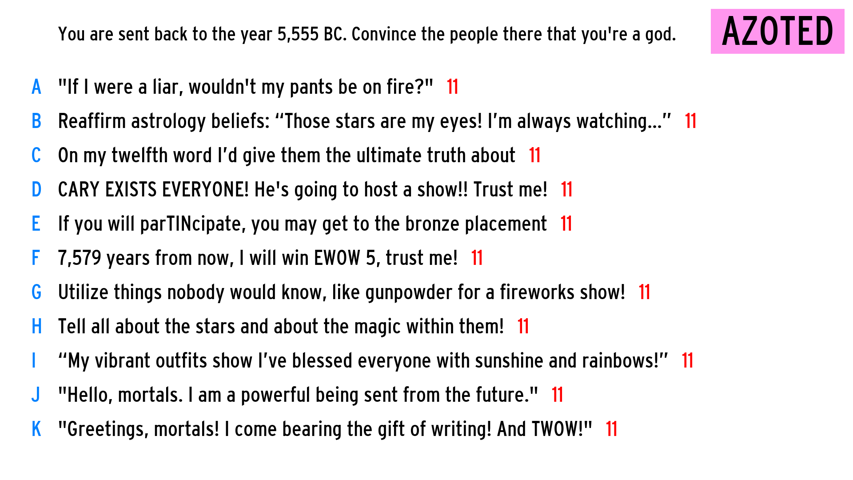 You are sent back to the year 5,555 BC. Convince the people there that you're a god.
AZOTED
A "If I were a liar, wouldn't my pants be on fire?" 11
B Reaffirm astrology beliefs: “Those stars are my eyes! I’m always watching...” 11
C On my twelfth word I’d give them the ultimate truth about 11
D CARY EXISTS EVERYONE! He's going to host a show!! Trust me! 11
E If you will parTINcipate, you may get to the bronze placement 11
F 7,579 years from now, I will win EWOW 5, trust me! 11
G Utilize things nobody would know, like gunpowder for a fireworks show! 11
H Tell all about the stars and about the magic within them! 11
I “My vibrant outfits show I’ve blessed everyone with sunshine and rainbows!” 11
J "Hello, mortals. I am a powerful being sent from the future." 11
K "Greetings, mortals! I come bearing the gift of writing! And TWOW!" 11